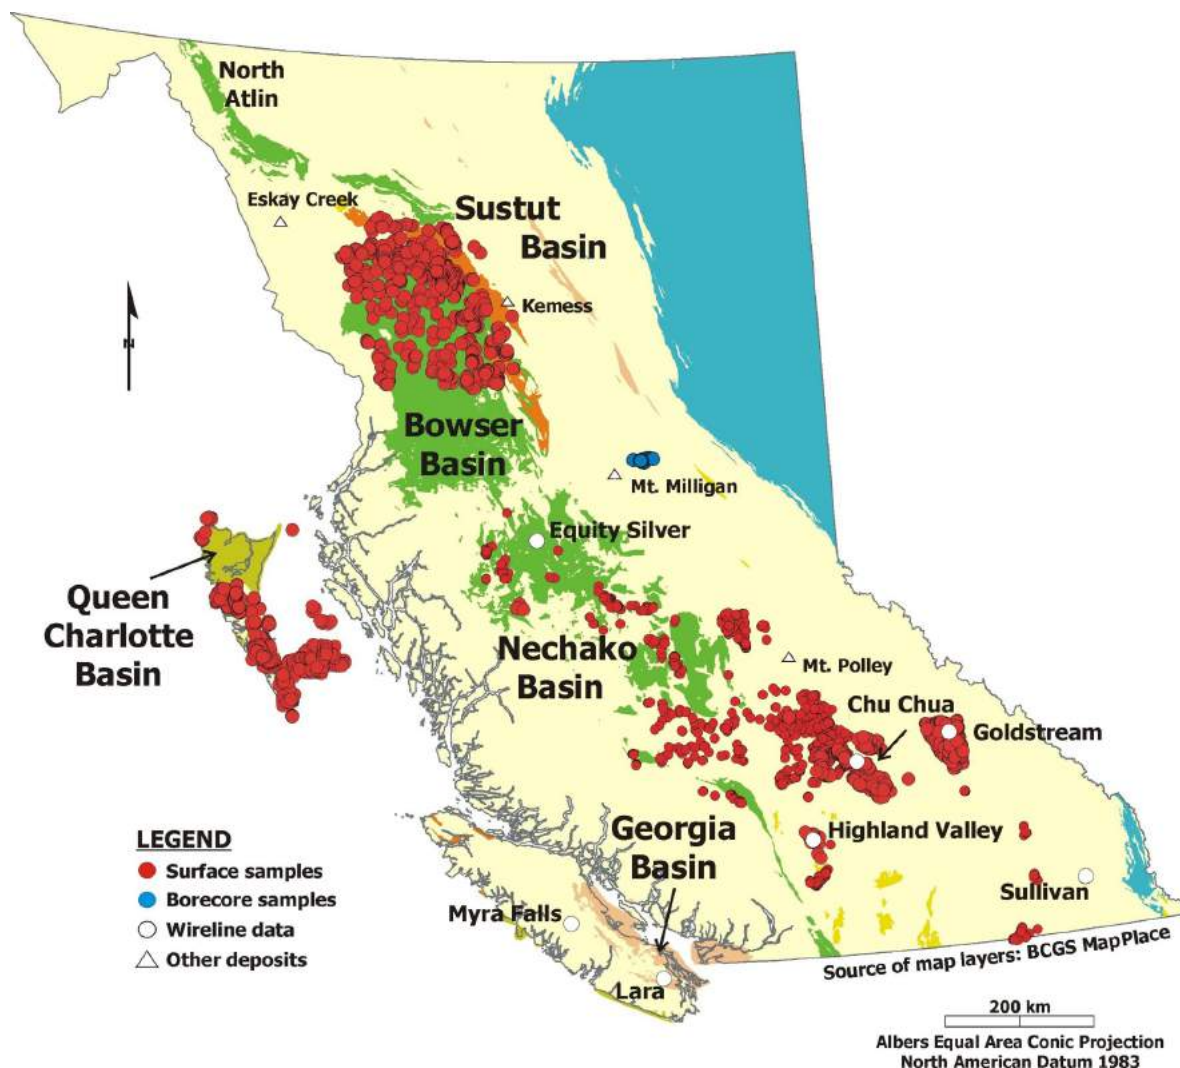 North
Atlin
Eskay Creek
Sustut
Basin
Kemess
N
Bowser
Basin
Mt. Milligan
Equity Silver
Queen
Charlotte
Basin
Nechako
Basin
Mt. Polley
Chu Chua
Goldstream
Georgia
Basin
Highland Valley
Sullivan
Myra Falls
Lara
LEGEND
Surface samples
Borecore samples
Wireline data
Other deposits
Source of map layers: BCGS MapPlace
200 km
Albers Equal Area Conic Projection
North American Datum 1983